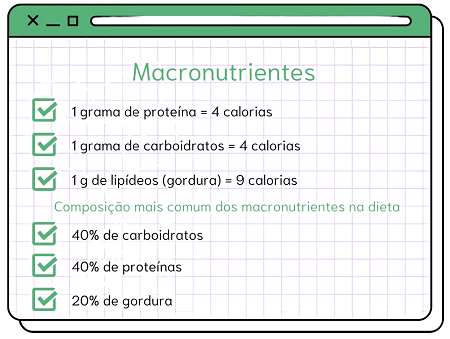 Macronutrientes
1 grama de proteína = 4 calorias
1 grama de carboidratos = 4 calorias
1 g de lipídeos (gordura) = 9 calorias
Composição mais comum dos macronutrientes na dieta
40% de carboidratos
40% de proteínas
20% de gordura